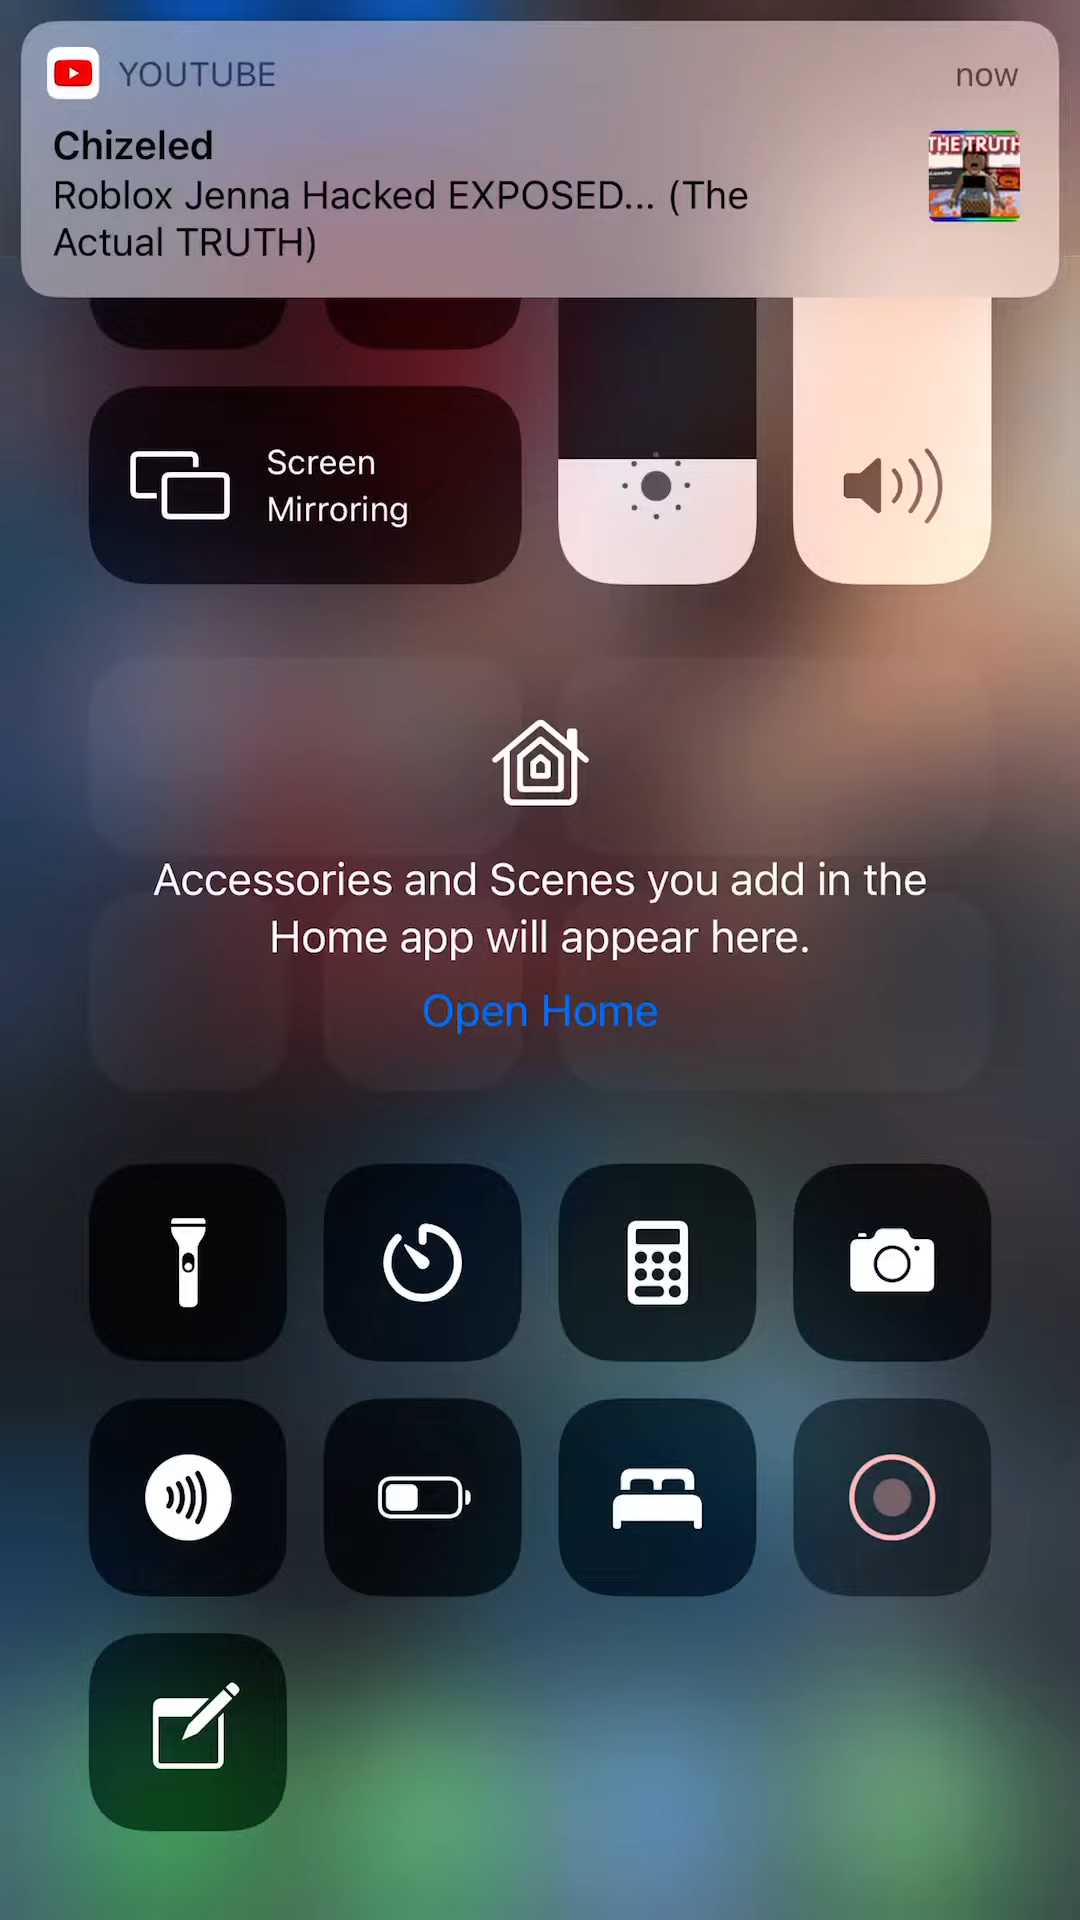 YOUTUBE
now
Chizeled
Roblox Jenna Hacked EXPOSED... (The
Actual TRUTH)
THE TRUTH
Screen
Mirroring
Accessories and Scenes you add in the
Home app will appear here.
Open Home